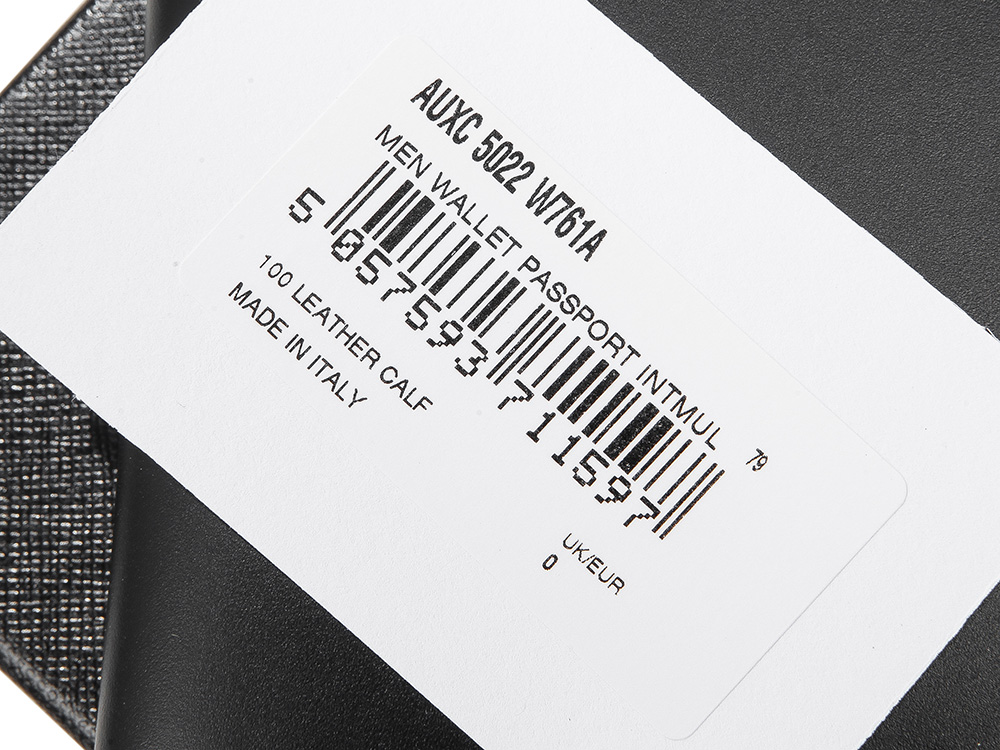 AUXC 5022 W761A
MEN WALLET PASSPORT INTMUL
79
5 057593 711597
100 LEATHER CALF
MADE IN ITALY
UK/EUR
0